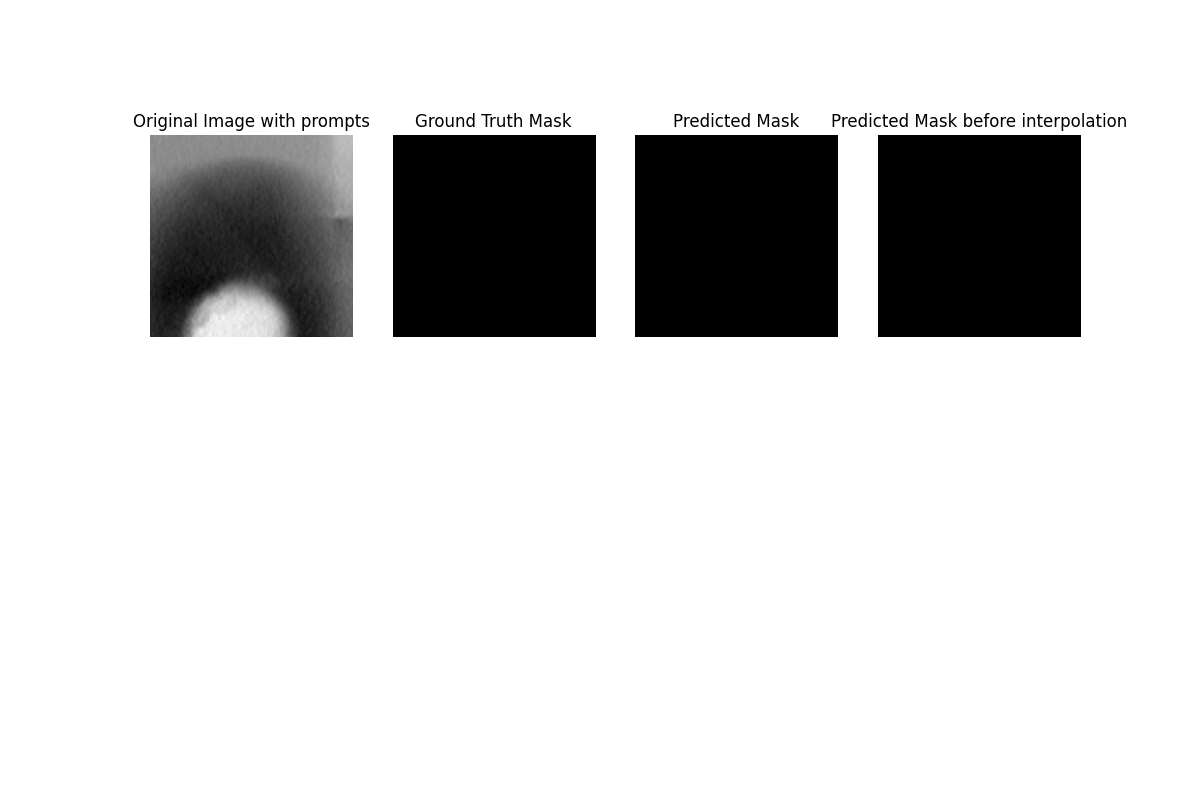 Original Image with prompts
Ground Truth Mask
Predicted Mask
Predicted Mask before interpolation